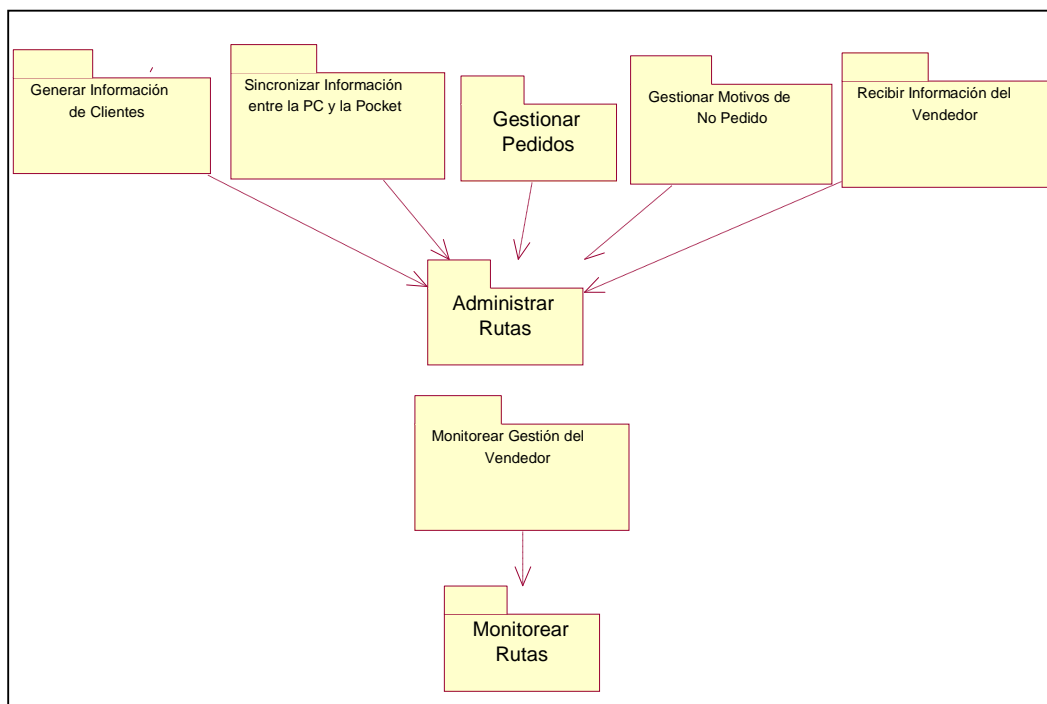 Generar Información
de Clientes
Sincronizar Información
entre la PC y la Pocket
Gestionar
Pedidos
Gestionar Motivos de
No Pedido
Recibir Información del
Vendedor
Administrar
Rutas
Monitorear Gestión del
Vendedor
Monitorear
Rutas